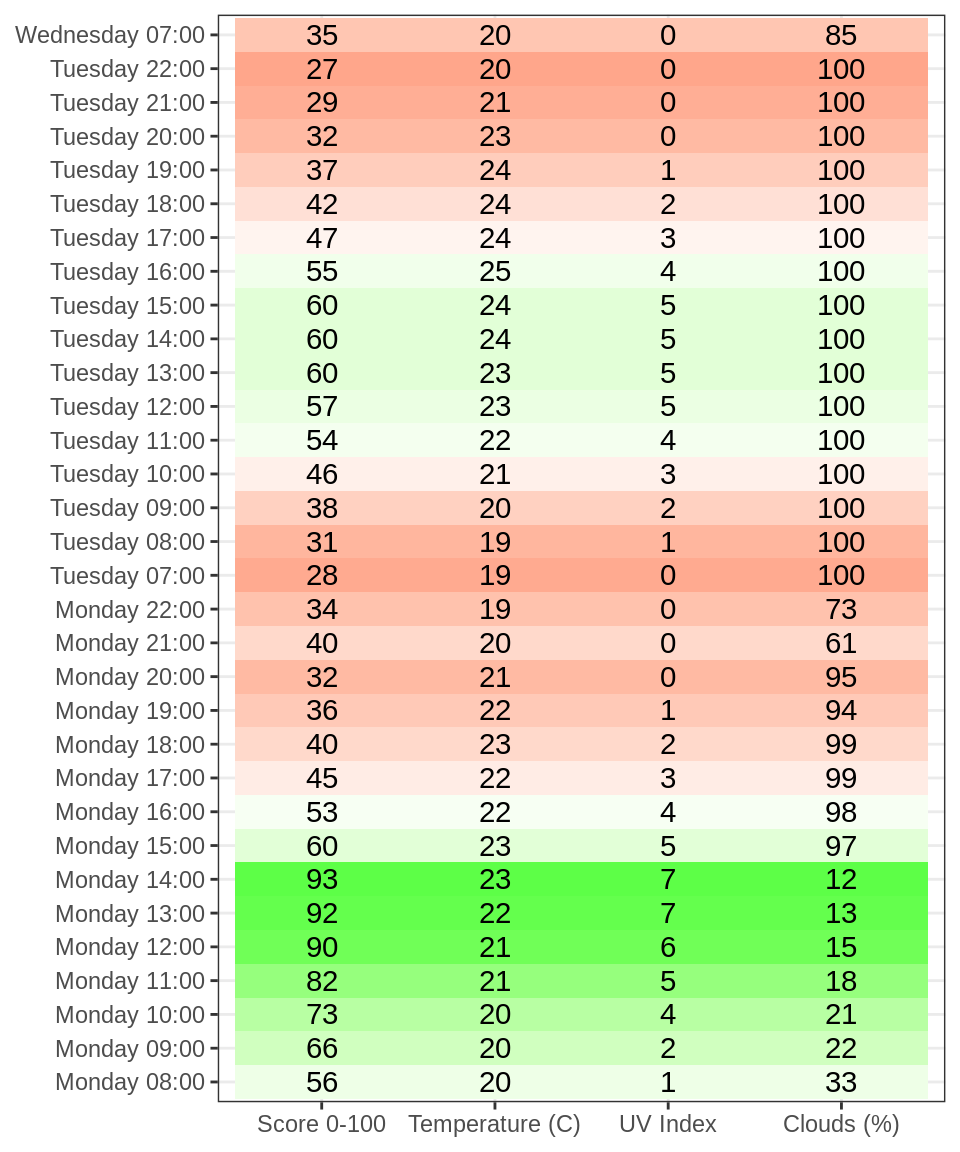 Wednesday 07:00 35 20 0 85
Tuesday 22:00 27 20 0 100
Tuesday 21:00 29 21 0 100
Tuesday 20:00 32 23 0 100
Tuesday 19:00 37 24 1 100
Tuesday 18:00 42 24 2 100
Tuesday 17:00 47 24 3 100
Tuesday 16:00 55 25 4 100
Tuesday 15:00 60 24 5 100
Tuesday 14:00 60 24 5 100
Tuesday 13:00 60 23 5 100
Tuesday 12:00 57 23 5 100
Tuesday 11:00 54 22 4 100
Tuesday 10:00 46 21 3 100
Tuesday 09:00 38 20 2 100
Tuesday 08:00 31 19 1 100
Tuesday 07:00 28 19 0 100
Monday 22:00 34 19 0 73
Monday 21:00 40 20 0 61
Monday 20:00 32 21 0 95
Monday 19:00 36 22 1 94
Monday 18:00 40 23 2 99
Monday 17:00 45 22 3 99
Monday 16:00 53 22 4 98
Monday 15:00 60 23 5 97
Monday 14:00 93 23 7 12
Monday 13:00 92 22 7 13
Monday 12:00 90 21 6 15
Monday 11:00 82 21 5 18
Monday 10:00 73 20 4 21
Monday 09:00 66 20 2 22
Monday 08:00 56 20 1 33
Score 0-100 Temperature (C) UV Index Clouds (%)